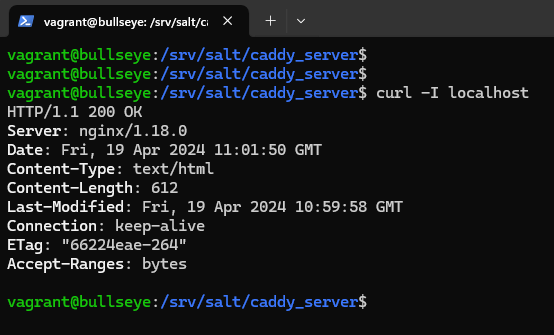 vagrant@bullseye: /srv/salt/ca
vagrant@bullseye:/srv/salt/caddy_server$
vagrant@bullseye:/srv/salt/caddy_server$
vagrant@bullseye:/srv/salt/caddy_server$ curl -I localhost
HTTP/1.1 200 OK
Server: nginx/1.18.0
Date: Fri, 19 Apr 2024 11:01:50 GMT
Content-Type: text/html
Content-Length: 612
Last-Modified: Fri, 19 Apr 2024 10:59:58 GMT
Connection: keep-alive
ETag: "66224eae-264"
Accept-Ranges: bytes
vagrant@bullseye:/srv/salt/caddy_server$